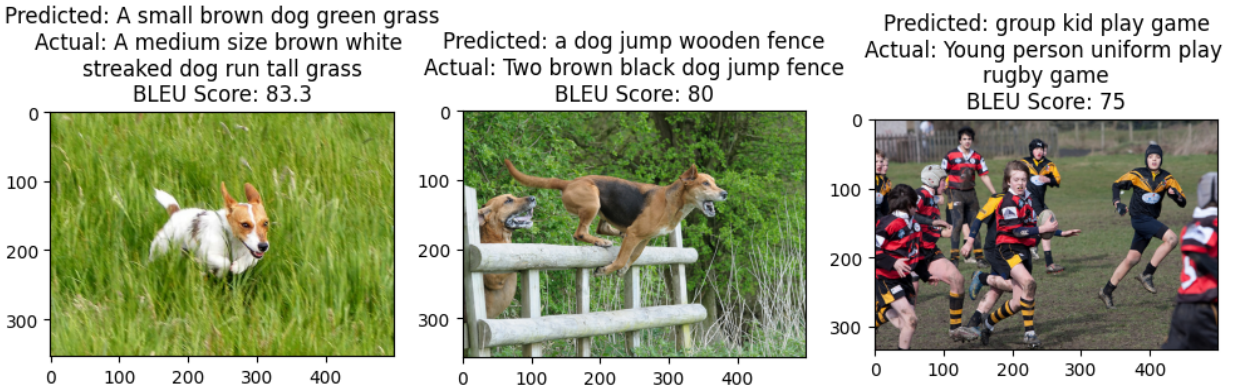 Predicted: A small brown dog green grass
Actual: A medium size brown white
streaked dog run tall grass
BLEU Score: 83.3
0
100
200
300
0
100
200
300
400
Predicted: a dog jump wooden fence
Actual: Two brown black dog jump fence
BLEU Score: 80
0
100
200
300
0
100
200
300
400
Predicted: group kid play game
Actual: Young person uniform play
rugby game
BLEU Score: 75
0
100
200
300
0
200
400